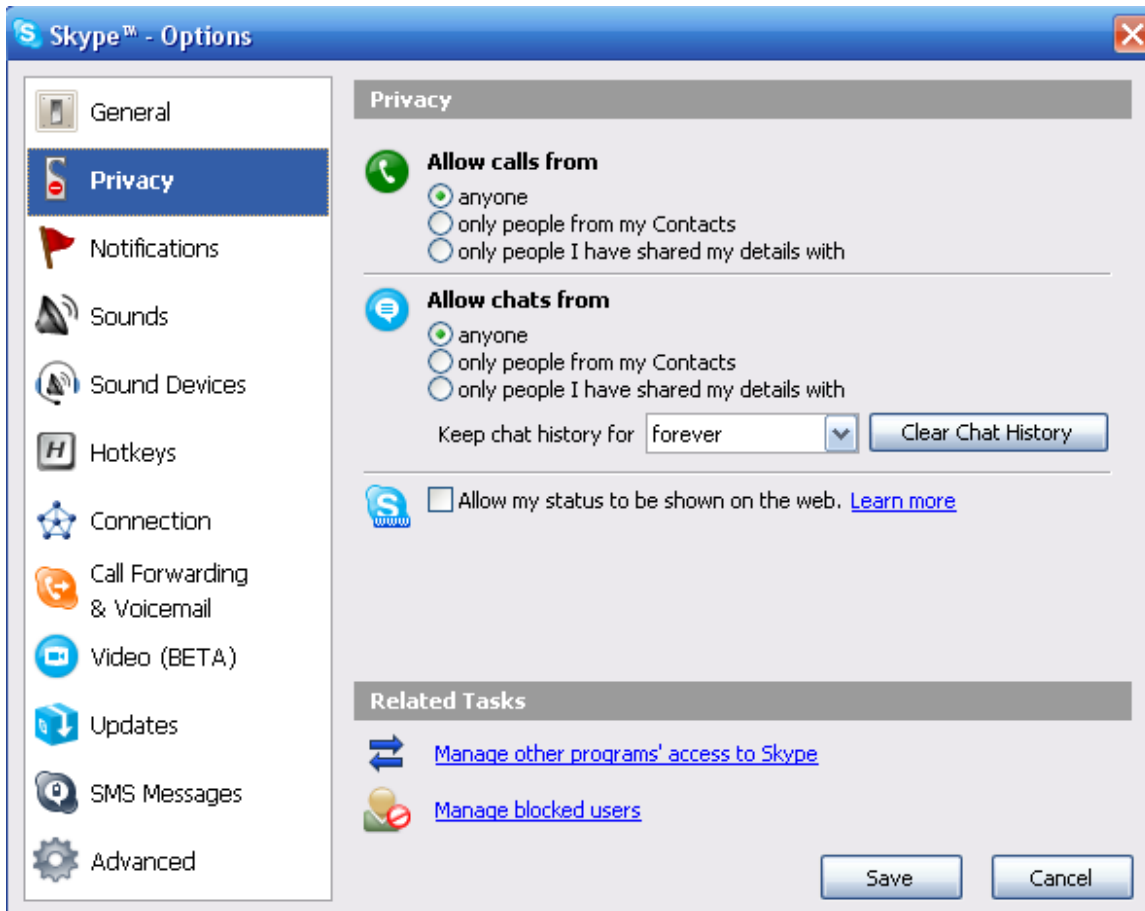 Skype™ - Options
General
Privacy
Notifications
Sounds
Sound Devices
H
Hotkeys
Connection
Call Forwarding
& Voicemail
Video (BETA)
Updates
SMS Messages
Advanced
Privacy
Allow calls from
anyone
only people from my Contacts
only people I have shared my details with
Allow chats from
anyone
only people from my Contacts
only people I have shared my details with
Keep chat history for forever Clear Chat History
www
Allow my status to be shown on the web. Learn more
Related Tasks
Manage other programs' access to Skype
Manage blocked users
Save Cancel